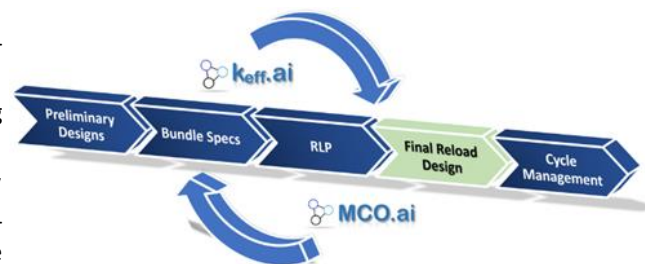 keff.ai
Preliminary
Designs
Bundle Specs
RLP
Final Reload
Design
Cycle
Management
MCO.ai